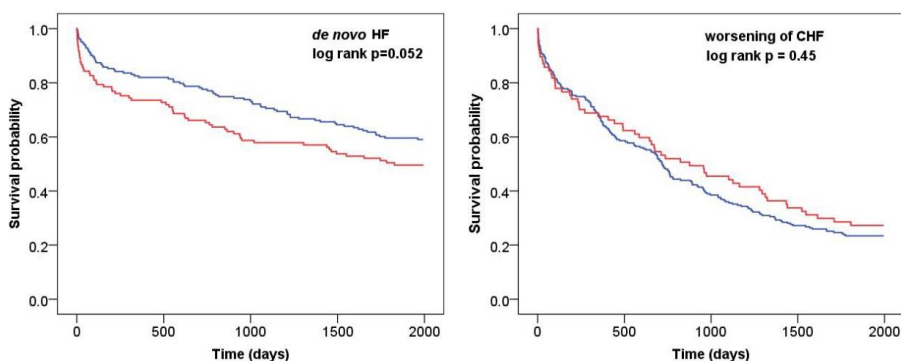 de novo HF
log rank p=0.052
1.0
0.8
0.6
0.4
0.2
0.0
Survival probability
0 500 1000 1500 2000
Time (days)
worsening of CHF
log rank p = 0.45
1.0
0.8
0.6
0.4
0.2
0.0
Survival probability
0 500 1000 1500 2000
Time (days)